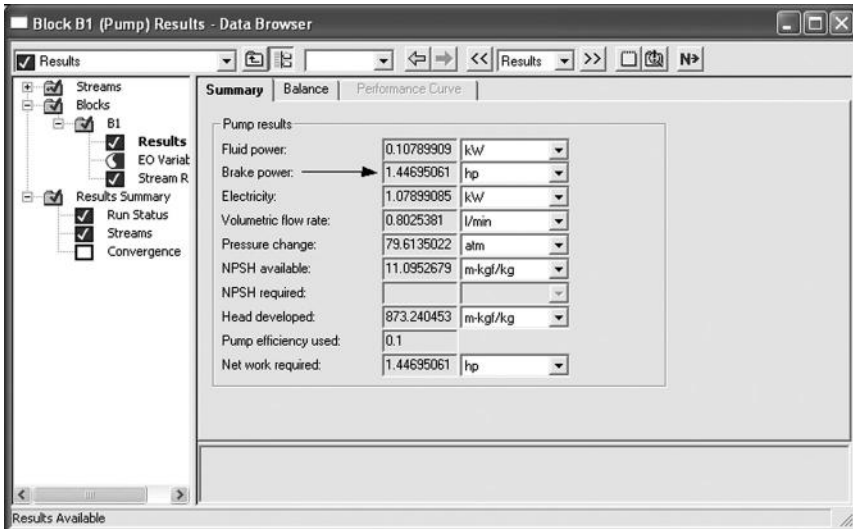 Block B1 (Pump) Results - Data Browser
Results
Results
N
Streams
Blocks
B1
Results
EO Variat
Stream R
Results Summary
Run Status
Streams
Convergence
Summary Balance Performance Curve
Pump results
Fluid power: 0.10789909 kW
Brake power: 1.44695061 hp
Electricity: 1.07899085 kW
Volumetric flow rate: 0.8025381 l/min
Pressure change: 79.6135022 atm
NPSH available: 11.0952679 m-kgf/kg
NPSH required:
Head developed: 873.240453 m-kgf/kg
Pump efficiency used: 0.1
Net work required: 1.44695061 hp
Results Available